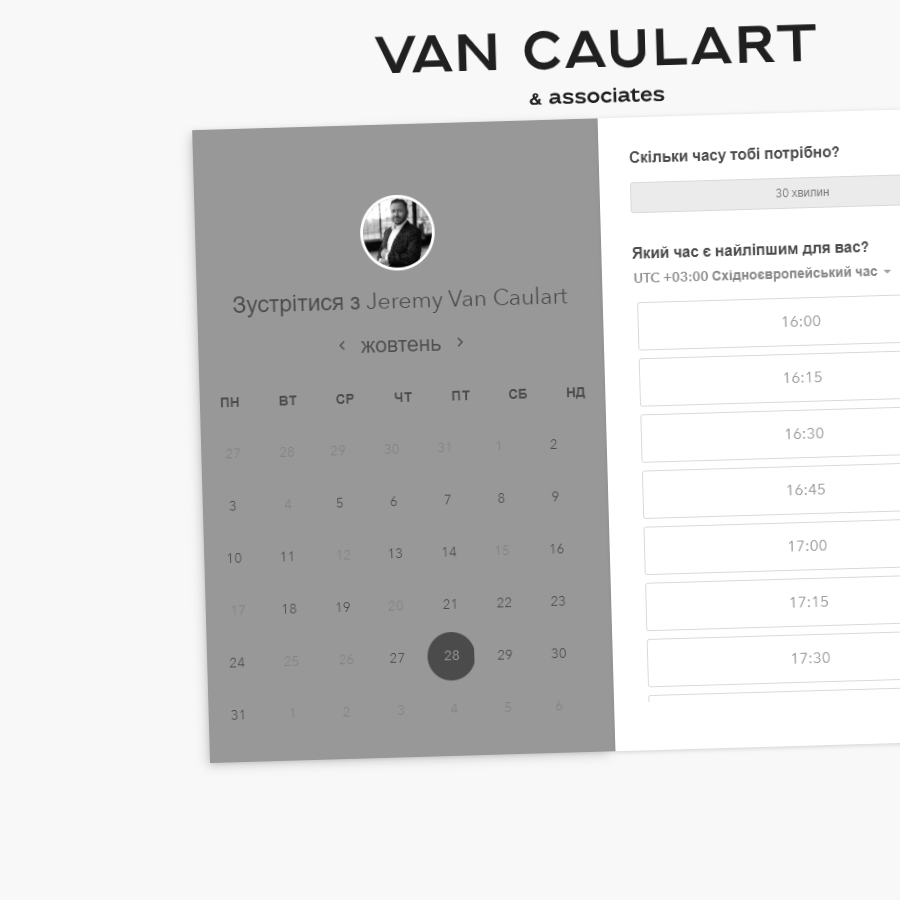 VAN CAULART
& associates
Зустрітися з Jeremy Van Caulart
жовтень
ПН ВТ СР ЧТ ПТ СБ НД
27 28 29 30 31 1 2
3 4 5 6 7 8 9
10 11 12 13 14 15 16
17 18 19 20 21 22 23
24 25 26 27 28 29 30
31 1 2 3 4 5 6
Скільки часу тобі потрібно?
30 хвилин
Який час є найліпшим для вас?
UTC +03:00 Східноєвропейський час
16:00
16:15
16:30
16:45
17:00
17:15
17:30